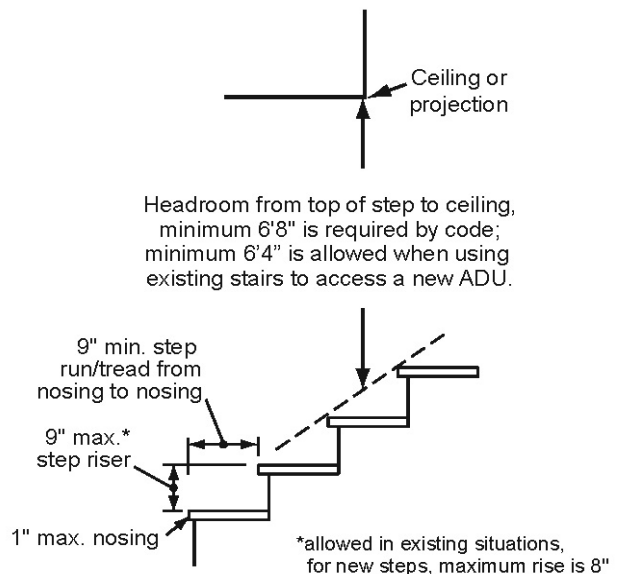 Ceiling or
projection
Headroom from top of step to ceiling,
minimum 6'8" is required by code;
minimum 6’4” is allowed when using
existing stairs to access a new ADU.
9" min. step
run/tread from
nosing to nosing
9" max.*
step riser
1" max. nosing
*allowed in existing situations,
for new steps, maximum rise is 8"